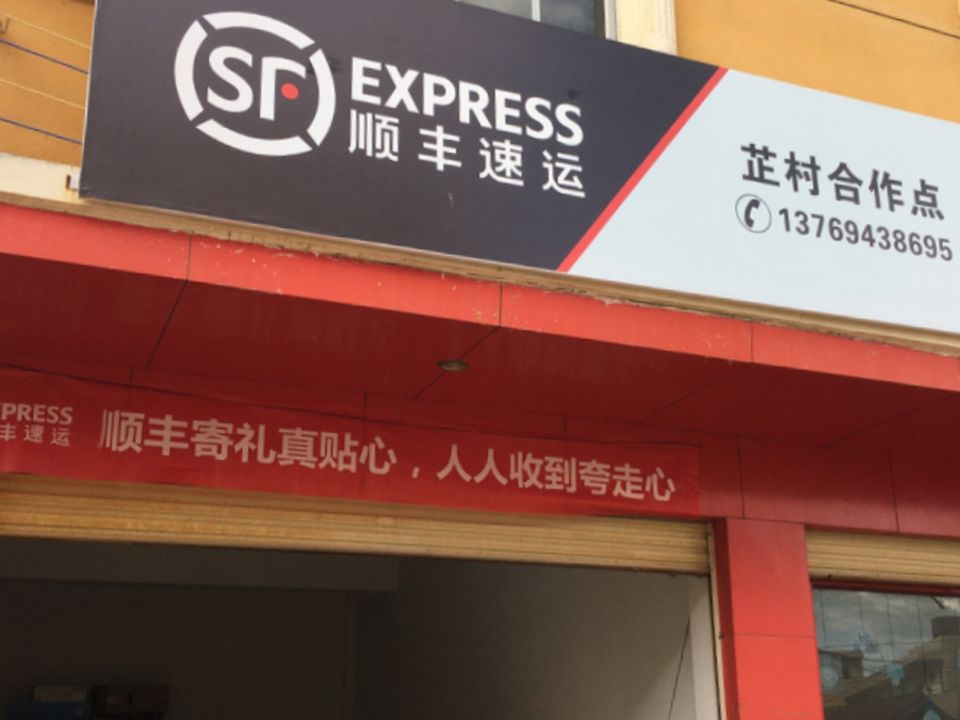 SF EXPRESS
顺丰速运
芷村合作点
13769438695
PRESS
丰速运
顺丰寄礼真贴心，人人收到夸走心